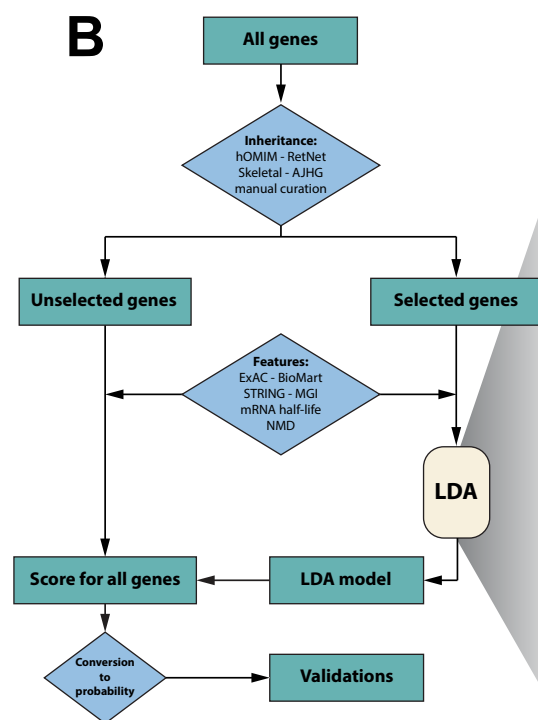 B
All genes
Inheritance:
hOMIM - RetNet
Skeletal - AJHG
manual curation
Unselected genes
Selected genes
Features:
ExAC - BioMart
STRING - MGI
mRNA half-life
NMD
LDA
Score for all genes
LDA model
Conversion
to
probability
Validations